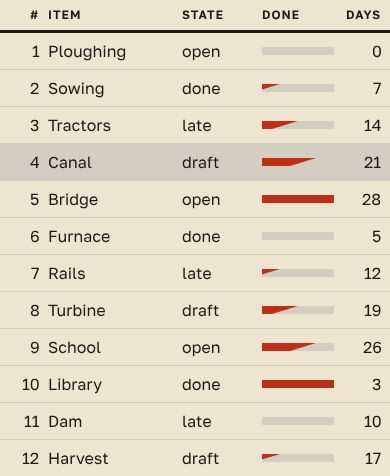 # ITEM STATE DONE DAYS
1 Ploughing open 0
2 Sowing done 7
3 Tractors late 14
4 Canal draft 21
5 Bridge open 28
6 Furnace done 5
7 Rails late 12
8 Turbine draft 19
9 School open 26
10 Library done 3
11 Dam late 10
12 Harvest draft 17